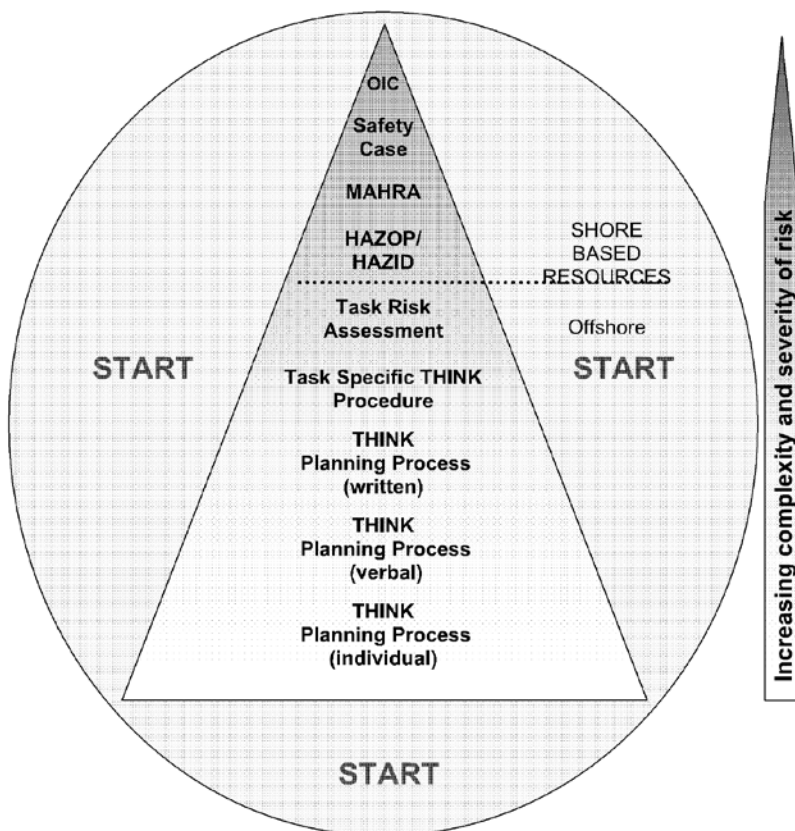 OIC
Safety
Case
MAHRA
HAZOP/
HAZID
SHORE
BASED
RESOURCES
Task Risk
Assessment
Offshore
START
START
Task Specific THINK
Procedure
THINK
Planning Process
(written)
THINK
Planning Process
(verbal)
THINK
Planning Process
(individual)
START
Increasing complexity and severity of risk